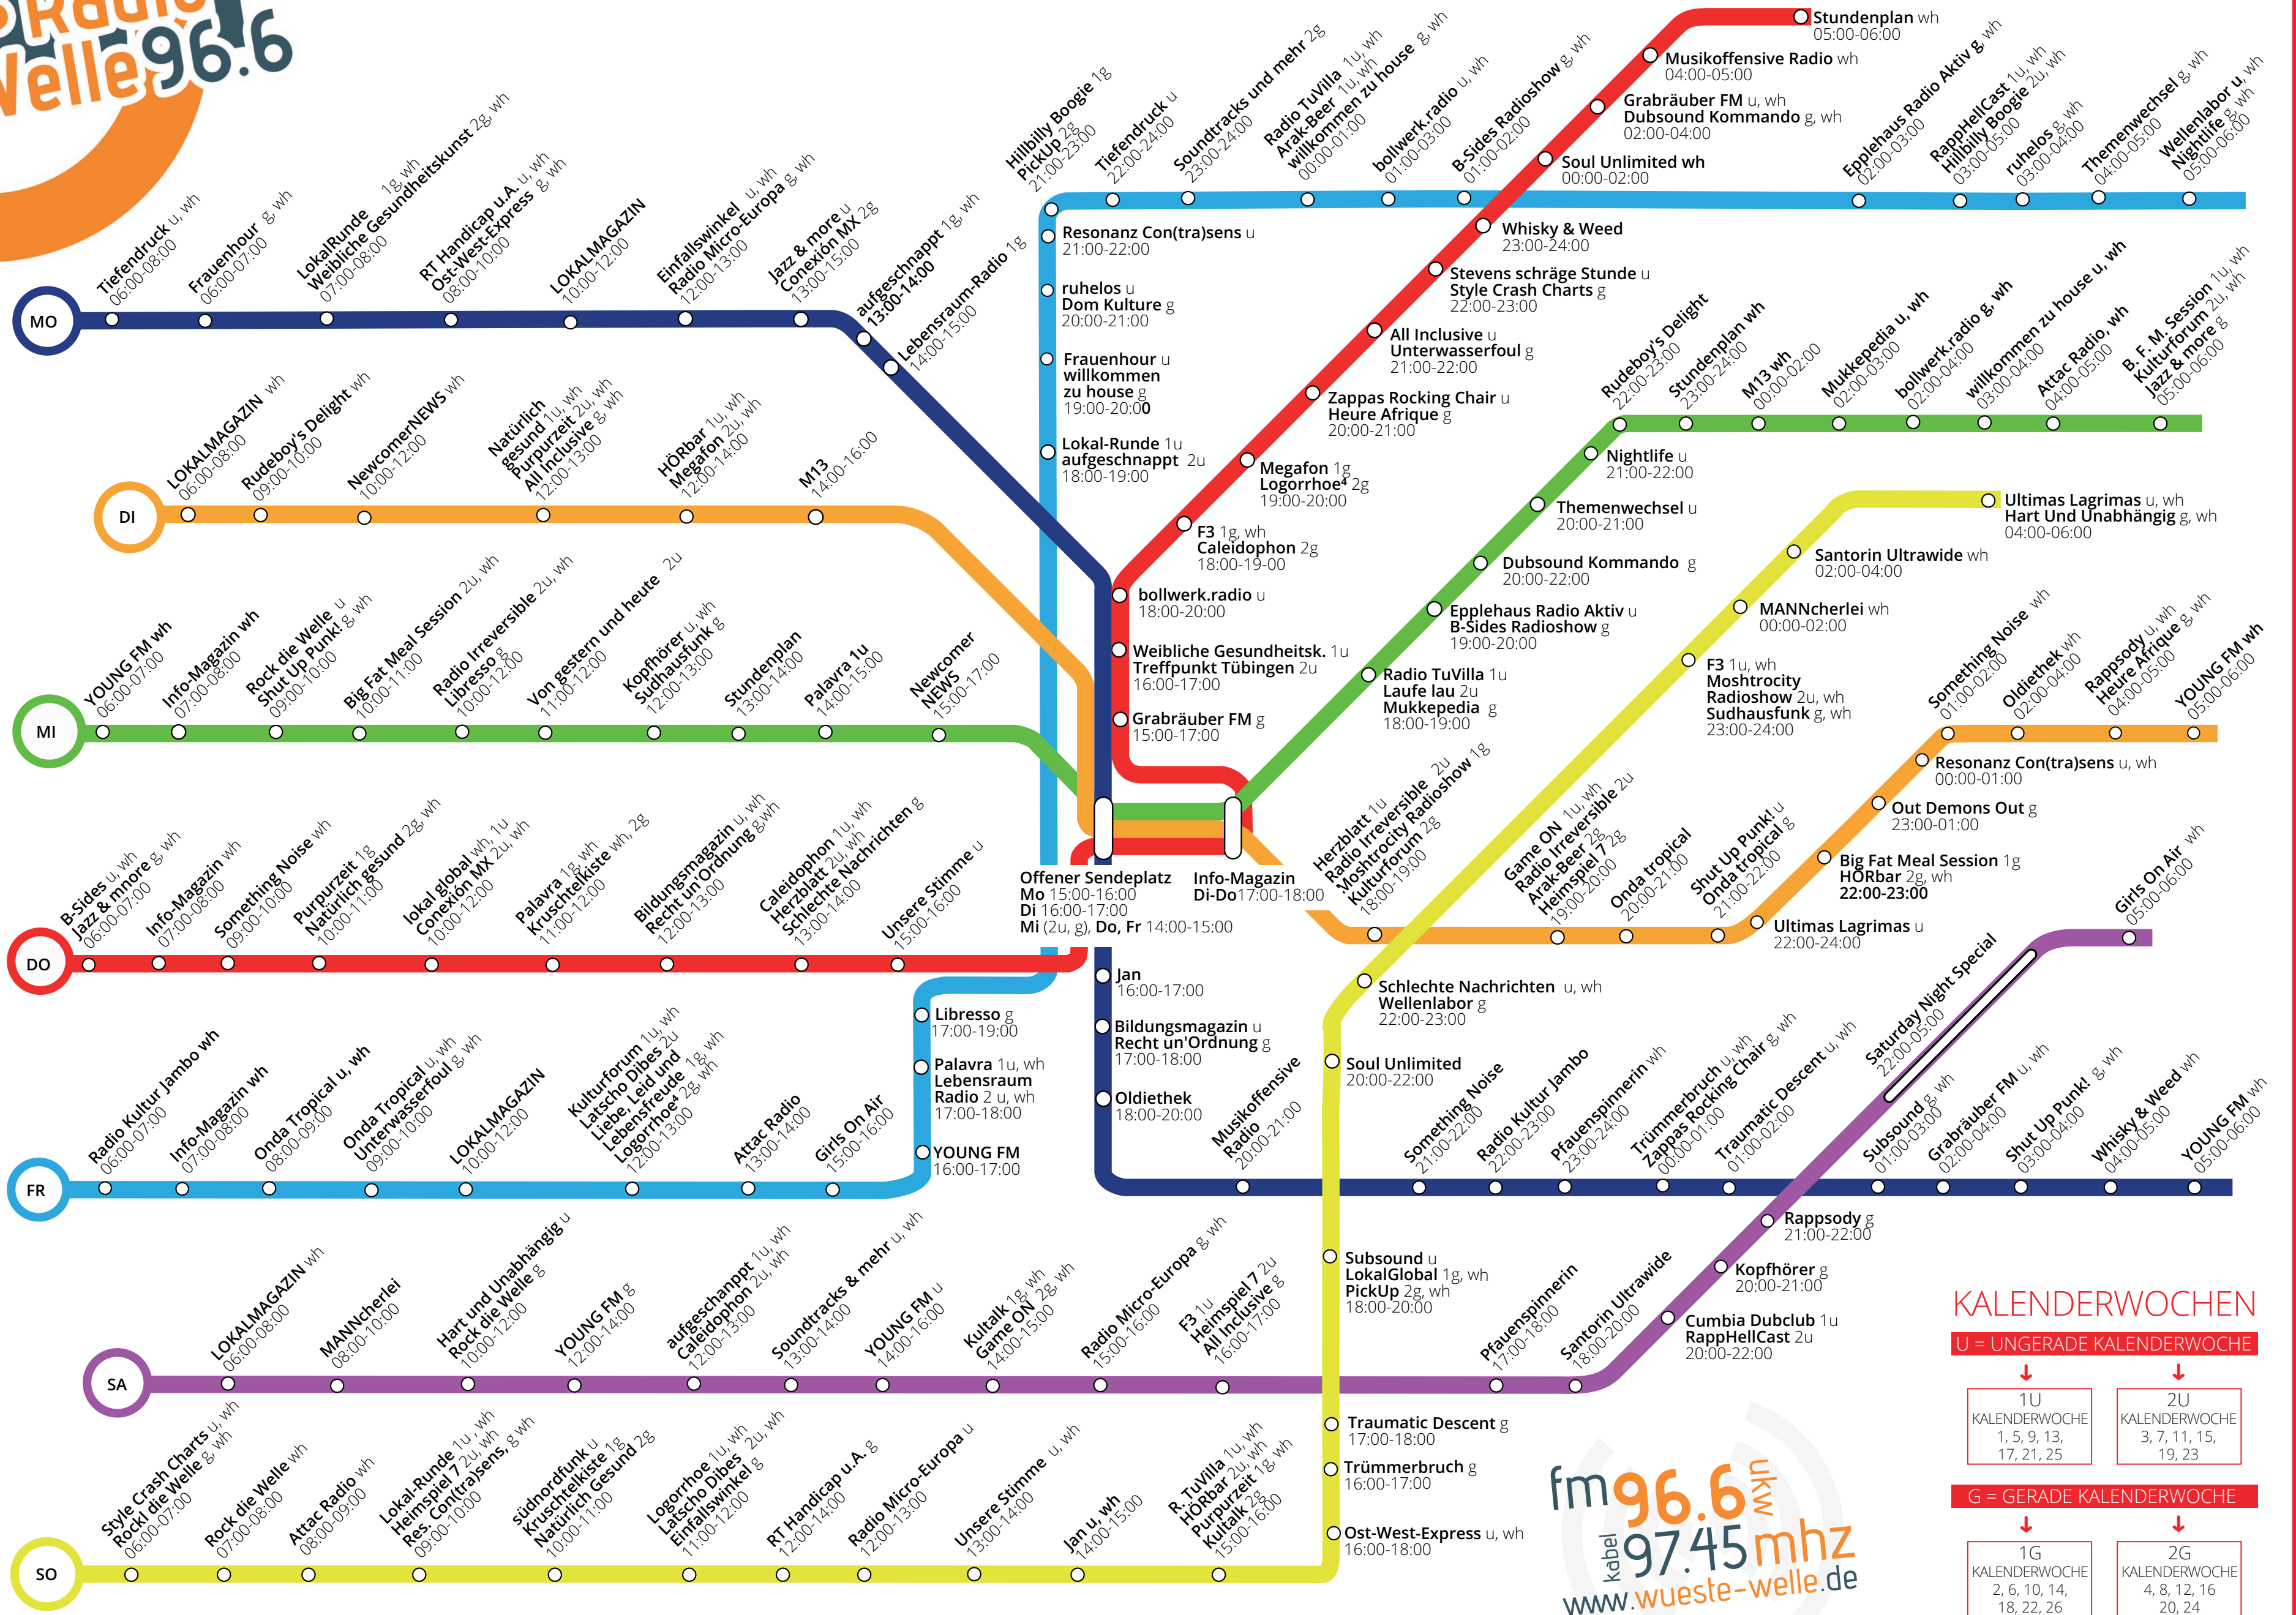 Radio
Welle 96.6
MO
Tiefendruck u, wh
06:00-08:00
Frauenhour g, wh
06:00-07:00
LokalRunde 1g, wh
Weibliche Gesundheitskunst 2g, wh
07:00-08:00
RT Handicap u.A. u, wh
Ost-West-Express g, wh
08:00-10:00
LOKALMAGAZIN
10:00-12:00
Einfallswinkel u, wh
Radio Micro-Europa g, wh
12:00-13:00
Jazz & more u
Conexión MX 2g
13:00-15:00
aufgeschnappt 1g, wh
13:00-14:00
Lebensraum-Radio 1g
14:00-15:00
Jan
16:00-17:00
Bildungsmagazin u
Recht un'Ordnung g
17:00-18:00
Oldiethek
18:00-20:00
Musikoffensive
Radio
20:00-21:00
Something Noise
21:00-22:00
Radio Kultur Jambo
22:00-23:00
Pfauenspinnerin wh
23:00-24:00
Trümmerbruch u, wh
Zappas Rocking Chair g, wh
00:00-01:00
Traumatic Descent u, wh
01:00-02:00
Subsound g, wh
01:00-03:00
Grabräuber FM u, wh
02:00-04:00
Shut Up Punk! g, wh
03:00-04:00
Whisky & Weed wh
04:00-05:00
YOUNG FM wh
05:00-06:00
DI
LOKALMAGAZIN wh
06:00-08:00
Rudeboy's Delight wh
09:00-10:00
NewcomerNEWS wh
10:00-12:00
Natürlich
gesund 1u, wh
Purpurzeit 2u, wh
All Inclusive g, wh
12:00-13:00
HÖRbar 1u, wh
Megafon 2u, wh
12:00-14:00
M13
14:00-16:00
Herzblatt 1u
Radio Irreversible 2u
Moshtrocity Radioshow 1g
Kulturforum 2g
18:00-19:00
Game ON 1u, wh
Radio Irreversible 2u
Arak-Beer 2g
Heimspiel 7 2g
19:00-20:00
Onda tropical
20:00-21:00
Shut Up Punk! u
Onda tropical g
21:00-22:00
Ultimas Lagrimas u
22:00-24:00
Big Fat Meal Session 1g
HÖRbar 2g, wh
22:00-23:00
Out Demons Out g
23:00-01:00
Resonanz Con(tra)sens u, wh
00:00-01:00
Something Noise wh
01:00-02:00
Oldiethek wh
02:00-04:00
Rappsody u, wh
Heure Afrique g, wh
04:00-05:00
YOUNG FM wh
05:00-06:00
MI
YOUNG FM wh
06:00-07:00
Info-Magazin wh
07:00-08:00
Rock die Welle u
Shut Up Punk! g, wh
09:00-10:00
Big Fat Meal Session 2u, wh
10:00-11:00
Radio Irreversible 2u, wh
Libresso g
10:00-12:00
Von gestern und heute 2u
11:00-12:00
Kopfhörer u, wh
Sudhausfunk g
12:00-13:00
Stundenplan
13:00-14:00
Palavra 1u
14:00-15:00
Newcomer
NEWS
15:00-17:00
Radio TuVilla 1u
Laufe lau 2u
Mukkepedia g
18:00-19:00
Epplehaus Radio Aktiv u
B-Sides Radioshow g
19:00-20:00
Dubsound Kommando g
20:00-22:00
Themenwechsel u
20:00-21:00
Nightlife u
21:00-22:00
Rudeboy's Delight
22:00-23:00
Stundenplan wh
23:00-24:00
M13 wh
00:00-02:00
Mukkepedia u, wh
02:00-03:00
bollwerk.radio g, wh
02:00-04:00
willkommen zu house u, wh
03:00-04:00
Attac Radio, wh
04:00-05:00
B. F. M. Session 1u, wh
Kulturforum 2u, wh
Jazz & more g
05:00-06:00
DO
B-Sides u, wh
Jazz & mnore g, wh
06:00-07:00
Info-Magazin wh
07:00-08:00
Something Noise wh
09:00-10:00
Purpurzeit 1g
Natürlich gesund 2g, wh
10:00-11:00
lokal global wh, 1u
Conexión MX 2u, wh
10:00-12:00
Palavra 1g, wh
Kruschtelkiste wh, 2g
11:00-12:00
Bildungsmagazin u, wh
Recht un'Ordnung g,wh
12:00-13:00
Caleidophon 1u, wh
Herzblatt 2u, wh
Schlechte Nachrichten g
13:00-14:00
Unsere Stimme u
15:00-16:00
Offener Sendeplatz
Mo 15:00-16:00
Di 16:00-17:00
Mi (2u, g), Do, Fr 14:00-15:00
Info-Magazin
Di-Do17:00-18:00
Grabräuber FM g
15:00-17:00
Weibliche Gesundheitsk. 1u
Treffpunkt Tübingen 2u
16:00-17:00
bollwerk.radio u
18:00-20:00
F3 1g, wh
Caleidophon 2g
18:00-19-00
Megafon 1g
Logorrhoe⁴ 2g
19:00-20:00
Zappas Rocking Chair u
Heure Afrique g
20:00-21:00
All Inclusive u
Unterwasserfoul g
21:00-22:00
Stevens schräge Stunde u
Style Crash Charts g
22:00-23:00
Whisky & Weed
23:00-24:00
Soul Unlimited wh
00:00-02:00
Grabräuber FM u, wh
Dubsound Kommando g, wh
02:00-04:00
Musikoffensive Radio wh
04:00-05:00
Stundenplan wh
05:00-06:00
FR
Radio Kultur Jambo wh
06:00-07:00
Info-Magazin wh
07:00-08:00
Onda Tropical u, wh
08:00-09:00
Onda Tropical u, wh
Unterwasserfoul g, wh
09:00-10:00
LOKALMAGAZIN
10:00-12:00
Kulturforum 1u, wh
Latscho Dibes 2u
Liebe, Leid und
Lebensfreude 1g, wh
Logorrhoe⁴ 2g, wh
12:00-13:00
Attac Radio
13:00-14:00
Girls On Air
15:00-16:00
YOUNG FM
16:00-17:00
Palavra 1u, wh
Lebensraum
Radio 2 u, wh
17:00-18:00
Libresso g
17:00-19:00
Lokal-Runde 1u
aufgeschnappt 2u
18:00-19:00
Frauenhour u
willkommen
zu house g
19:00-20:00
ruhelos u
Dom Kulture g
20:00-21:00
Resonanz Con(tra)sens u
21:00-22:00
Hillbilly Boogie 1g
PickUp 2g
21:00-23:00
Tiefendruck u
22:00-24:00
Soundtracks und mehr 2g
23:00-24:00
Radio TuVilla 1u, wh
Arak-Beer 1u, wh
willkommen zu house g, wh
00:00-01:00
bollwerk.radio u, wh
01:00-03:00
B-Sides Radioshow g, wh
01:00-02:00
Epplehaus Radio Aktiv g, wh
02:00-03:00
RappHellCast 1u, wh
Hillbilly Boogie 2u, wh
03:00-05:00
ruhelos g, wh
03:00-04:00
Themenwechsel g, wh
04:00-05:00
Wellenlabor u, wh
Nightlife g, wh
05:00-06:00
SA
LOKALMAGAZIN wh
06:00-08:00
MANNcherlei
08:00-10:00
Hart und Unabhängig u
Rock die Welle g
10:00-12:00
YOUNG FM g
12:00-14:00
aufgeschanppt 1u, wh
Caleidophon 2u, wh
12:00-13:00
Soundtracks & mehr u, wh
13:00-14:00
YOUNG FM u
14:00-16:00
Kultalk 1g, wh
Game ON 2g, wh
14:00-15:00
Radio Micro-Europa g, wh
15:00-16:00
F3 1u
Heimspiel 7 2u
All Inclusive g
16:00-17:00
Pfauenspinnerin
17:00-18:00
Santorin Ultrawide
18:00-20:00
Cumbia Dubclub 1u
RappHellCast 2u
20:00-22:00
Kopfhörer g
20:00-21:00
Rappsody g
21:00-22:00
Saturday Night Special
22:00-05:00
Girls On Air wh
05:00-06:00
SO
Style Crash Charts u, wh
Rockl die Welle g, wh
06:00-07:00
Rock die Welle wh
07:00-08:00
Attac Radio wh
08:00-09:00
Lokal-Runde 1u ,wh
Heimspiel 7 2u, wh
Res. Con(tra)sens, g wh
09:00-10:00
südnordfunk u
Kruschtelkiste 1g
Natürlich Gesund 2g
10:00-11:00
Logorrhoe 1u, wh
Latscho Dibes 2u, wh
Einfallswinkel g
11:00-12:00
RT Handicap u.A. g
12:00-14:00
Radio Micro-Europa u
12:00-13:00
Unsere Stimme u, wh
13:00-14:00
Jan u, wh
14:00-15:00
R. TuVilla 1u, wh
HÖRbar 2u, wh
Purpurzeit 1g, wh
Kultalk 2g
15:00-16:00
Ost-West-Express u, wh
16:00-18:00
Trümmerbruch g
16:00-17:00
Traumatic Descent g
17:00-18:00
Subsound u
LokalGlobal 1g, wh
PickUp 2g, wh
18:00-20:00
Soul Unlimited
20:00-22:00
Schlechte Nachrichten u, wh
Wellenlabor g
22:00-23:00
F3 1u, wh
Moshtrocity
Radioshow 2u, wh
Sudhausfunk g, wh
23:00-24:00
MANNcherlei wh
00:00-02:00
Santorin Ultrawide wh
02:00-04:00
Ultimas Lagrimas u, wh
Hart Und Unabhängig g, wh
04:00-06:00
KALENDERWOCHEN
U = UNGERADE KALENDERWOCHE
1U
KALENDERWOCHE
1, 5, 9, 13,
17, 21, 25
2U
KALENDERWOCHE
3, 7, 11, 15,
19, 23
G = GERADE KALENDERWOCHE
1G
KALENDERWOCHE
2, 6, 10, 14,
18, 22, 26
2G
KALENDERWOCHE
4, 8, 12, 16
20, 24
fm 96.6 ukw
kabel 97.45 mhz
www.wueste-welle.de